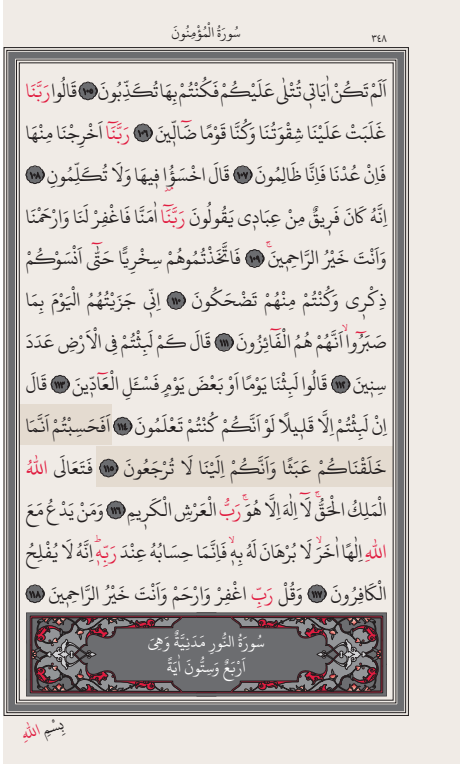 سُورَةُ الْمُؤْمِنُونَ
٣٤٨
اَلَمْ تَكُنْ اٰيَاتٖي تُتْلٰى عَلَيْكُمْ فَكُنْتُمْ بِهَا تُكَذِّبُونَ ﴿١٠٥﴾ قَالُوا رَبَّنَا
غَلَبَتْ عَلَيْنَا شِقْوَتُنَا وَكُنَّا قَوْمًا ضَٓالّٖينَ ﴿١٠٦﴾ رَبَّنَٓا اَخْرِجْنَا مِنْهَا
فَاِنْ عُدْنَا فَاِنَّا ظَالِمُونَ ﴿١٠٧﴾ قَالَ اخْسَؤُ۫ا فٖيهَا وَلَا تُكَلِّمُونِ ﴿١٠٨﴾
اِنَّهُ كَانَ فَرٖيقٌ مِنْ عِبَادٖي يَقُولُونَ رَبَّنَٓا اٰمَنَّا فَاغْفِرْ لَنَا وَارْحَمْنَا
وَاَنْتَ خَيْرُ الرَّاحِمٖينَۚ ﴿١٠٩﴾ فَاتَّخَذْتُمُوهُمْ سِخْرِيًّا حَتّٰٓى اَنْسَوْكُمْ
ذِكْرٖي وَكُنْتُمْ مِنْهُمْ تَضْحَكُونَ ﴿١١٠﴾ اِنّٖي جَزَيْتُهُمُ الْيَوْمَ بِمَا
صَبَرُٓواۙ اَنَّهُمْ هُمُ الْفَٓائِزُونَ ﴿١١١﴾ قَالَ كَمْ لَبِثْتُمْ فِي الْاَرْضِ عَدَدَ
سِنٖينَ ﴿١١٢﴾ قَالُوا لَبِثْنَا يَوْمًا اَوْ بَعْضَ يَوْمٍ فَسْـَٔلِ الْعَٓادّٖينَ ﴿١١٣﴾ قَالَ
اِنْ لَبِثْتُمْ اِلَّا قَلٖيلًا لَوْ اَنَّكُمْ كُنْتُمْ تَعْلَمُونَ ﴿١١٤﴾ اَفَحَسِبْتُمْ اَنَّمَا
خَلَقْنَاكُمْ عَبَثًا وَاَنَّكُمْ اِلَيْنَا لَا تُرْجَعُونَ ﴿١١٥﴾ فَتَعَالَى اللّٰهُ
الْمَلِكُ الْحَقُّۚ لَٓا اِلٰهَ اِلَّا هُوَۚ رَبُّ الْعَرْشِ الْكَرٖيمِ ﴿١١٦﴾ وَمَنْ يَدْعُ مَعَ
اللّٰهِ اِلٰهًا اٰخَرَۙ لَا بُرْهَانَ لَهُ بِهٖۙ فَاِنَّمَا حِسَابُهُ عِنْدَ رَبِّهٖؕ اِنَّهُ لَا يُفْلِحُ
الْكَافِرُونَ ﴿١١٧﴾ وَقُلْ رَبِّ اغْفِرْ وَارْحَمْ وَاَنْتَ خَيْرُ الرَّاحِمٖينَ ﴿١١٨﴾
سُورَةُ النُّورِ مَدَنِيَّةٌ وَهِيَ
اَرْبَعٌ وَسِتُّونَ اٰيَةً
بِسْمِ اللّٰهِ